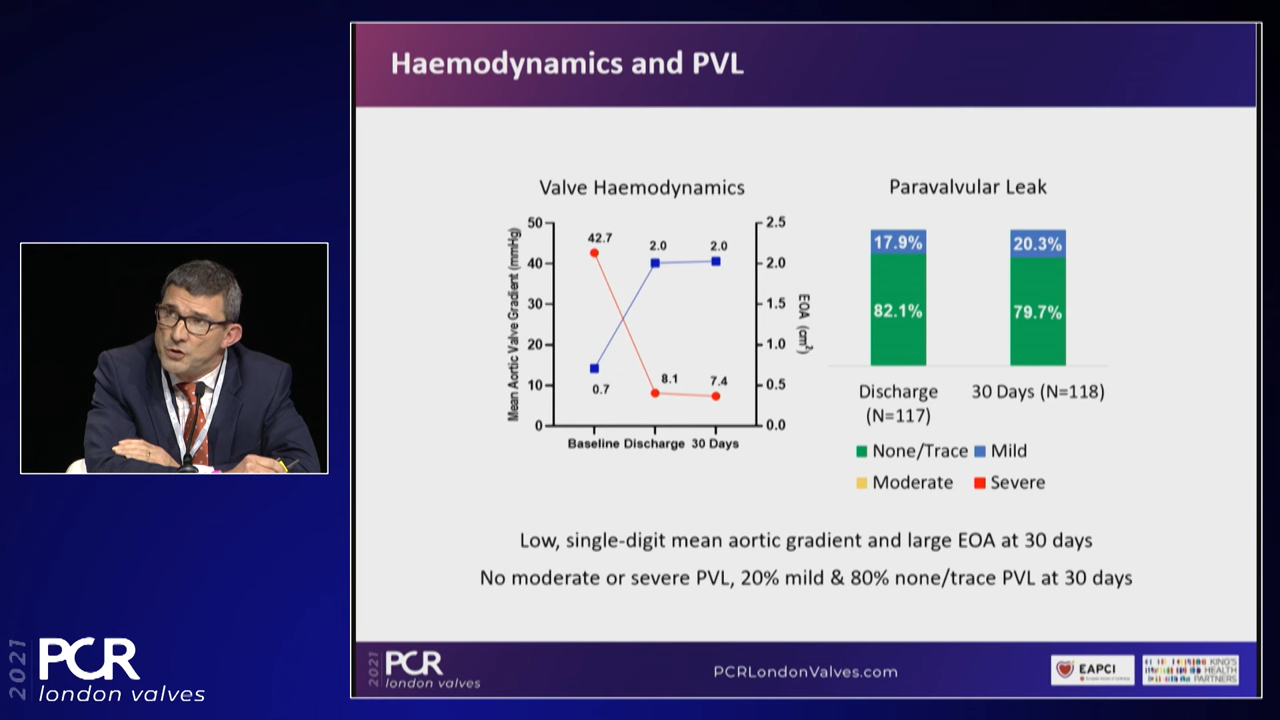 Haemodynamics and PVL
Valve Haemodynamics
Mean Aortic Valve Gradient (mmHg)
50
40
30
20
10
0
42.7
2.0
2.0
0.7
8.1
7.4
2.5
2.0
1.5
1.0
0.5
0.0
EOA (cm²)
Baseline Discharge 30 Days
Paravalvular Leak
17.9%
82.1%
20.3%
79.7%
Discharge
(N=117)
30 Days (N=118)
None/Trace
Mild
Moderate
Severe
Low, single-digit mean aortic gradient and large EOA at 30 days
No moderate or severe PVL, 20% mild & 80% none/trace PVL at 30 days
2021
PCR
london valves
PCRLondonValves.com
EAPCI
KING'S
HEALTH
PARTNERS
2021
PCR
london valves